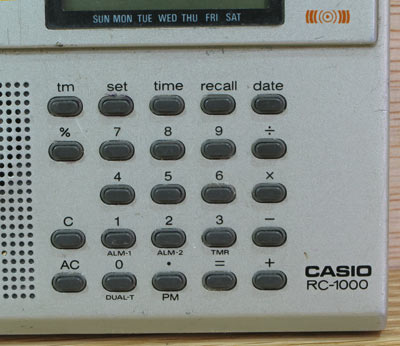 SUN MON TUE WED THU FRI SAT
tm set time recall date
% 7 8 9 ÷
4 5 6 ×
C 1 2 3 −
ALM-1 ALM-2 TMR
AC 0 · = +
DUAL-T PM
CASIO
RC-1000